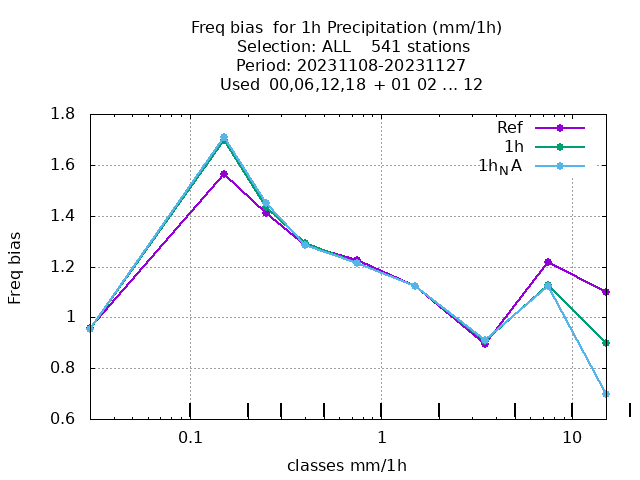 Freq bias  for 1h Precipitation (mm/1h)
Selection: ALL    541 stations
Period: 20231108-20231127
Used  00,06,12,18  + 01 02 ... 12
Ref
1h
1hNA
1.8
1.6
1.4
1.2
1
0.8
0.6
Freq bias
0.1
1
10
classes mm/1h